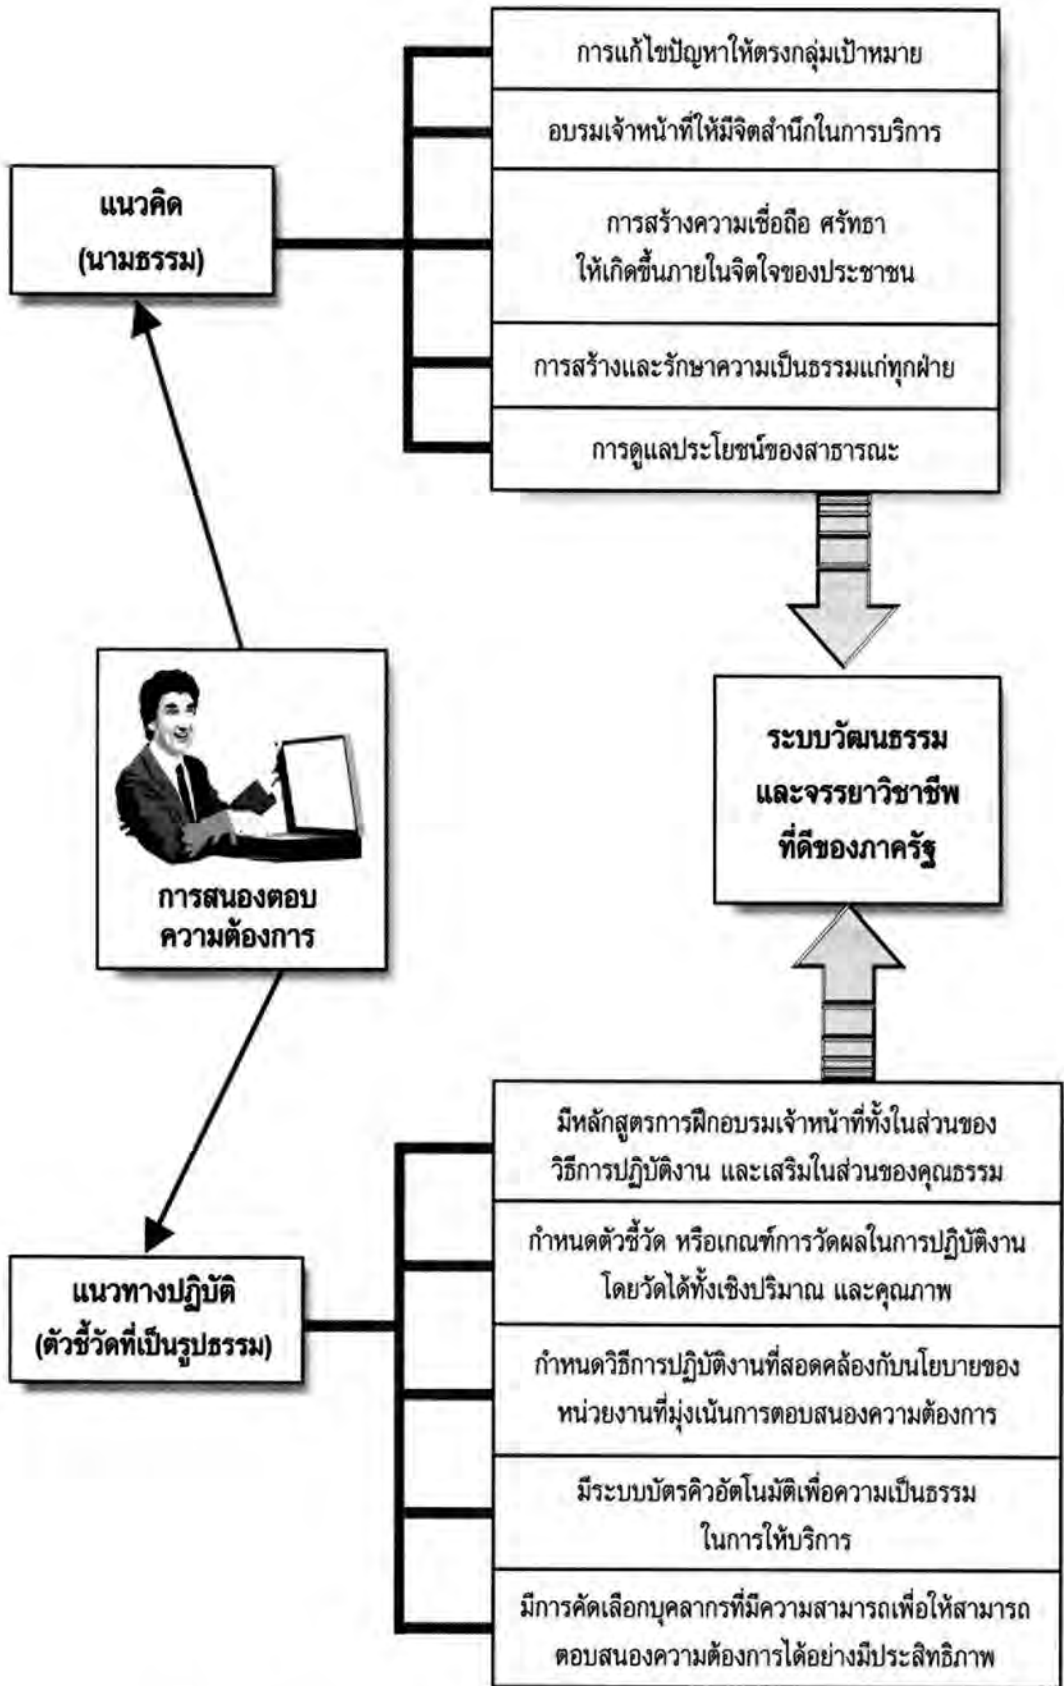 การแก้ไขปัญหาให้ตรงกลุ่มเป้าหมาย
อบรมเจ้าหน้าที่ให้มีจิตสำนึกในการบริการ
แนวคิด
(นามธรรม)
การสร้างความเชื่อถือ ศรัทธา
ให้เกิดขึ้นภายในจิตใจของประชาชน
การสร้างและรักษาความเป็นธรรมแก่ทุกฝ่าย
การดูแลประโยชน์ของสาธารณะ
การสนองตอบ
ความต้องการ
ระบบวัฒนธรรม
และจรรยาวิชาชีพ
ที่ดีของภาครัฐ
แนวทางปฏิบัติ
(ตัวชี้วัดที่เป็นรูปธรรม)
มีหลักสูตรการฝึกอบรมเจ้าหน้าที่ทั้งในส่วนของ
วิธีการปฏิบัติงาน และเสริมในส่วนของคุณธรรม
กำหนดตัวชี้วัด หรือเกณฑ์การวัดผลในการปฏิบัติงาน
โดยวัดได้ทั้งเชิงปริมาณ และคุณภาพ
กำหนดวิธีการปฏิบัติงานที่สอดคล้องกับนโยบายของ
หน่วยงานที่มุ่งเน้นการตอบสนองความต้องการ
มีระบบบัตรคิวอัตโนมัติเพื่อความเป็นธรรม
ในการให้บริการ
มีการคัดเลือกบุคลากรที่มีความสามารถเพื่อให้สามารถ
ตอบสนองความต้องการได้อย่างมีประสิทธิภาพ